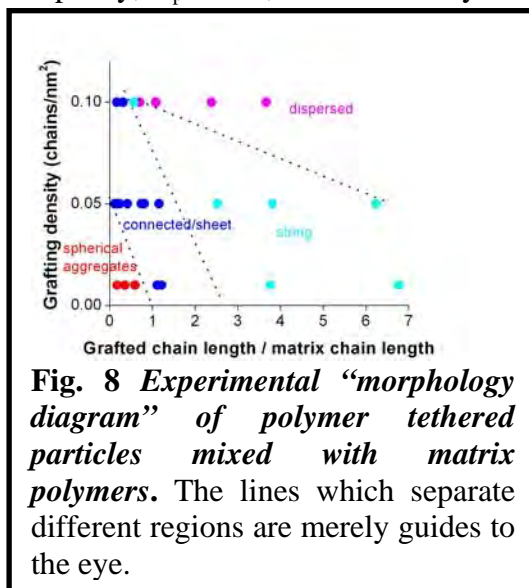 Grafting density (chains/nm²)
0.10
0.05
0.00
dispersed
connected/sheet
string
spherical
aggregates
0 1 2 3 4 5 6 7
Grafted chain length / matrix chain length
Fig. 8 Experimental “morphology
diagram” of polymer tethered
particles mixed with matrix
polymers. The lines which separate
different regions are merely guides to
the eye.